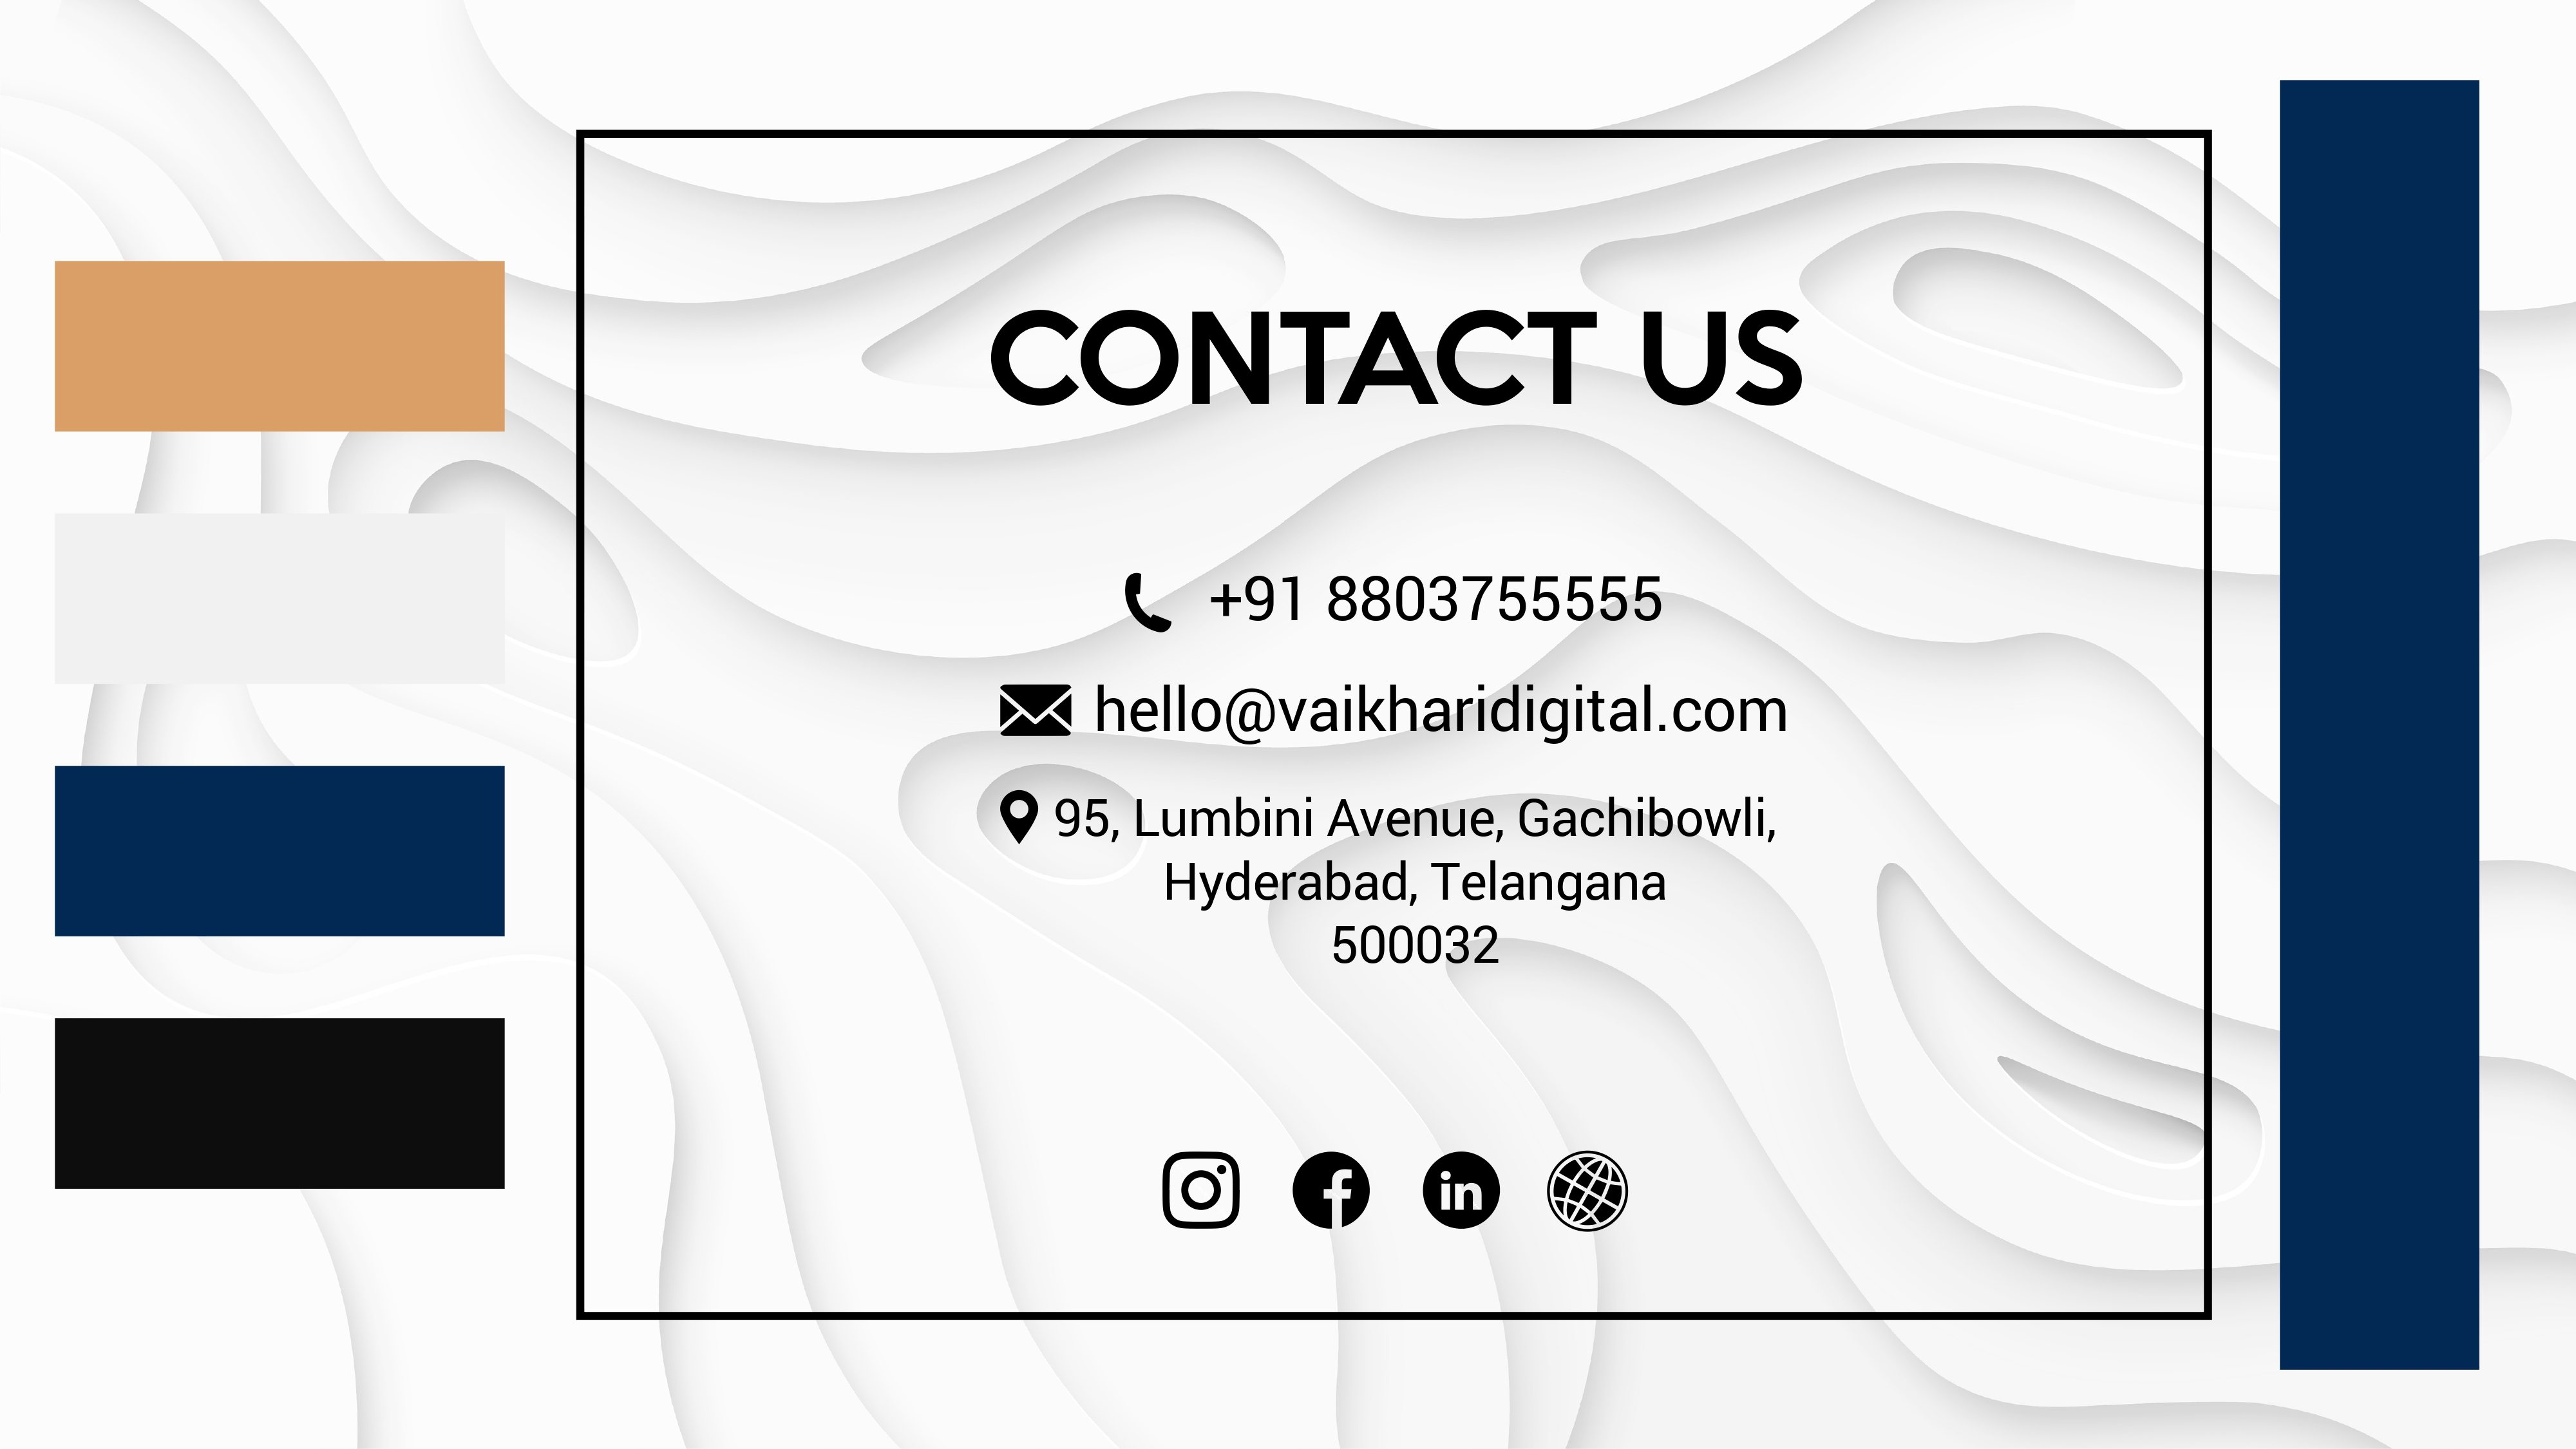 CONTACT US
+91 8803755555
hello@vaikharidigital.com
95, Lumbini Avenue, Gachibowli,
Hyderabad, Telangana
500032